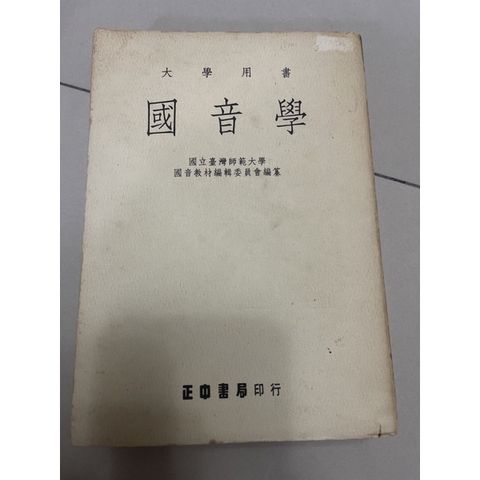 大學用書
國音學
國立臺灣師範大學
國音教材編輯委員會編纂
正中書局印行